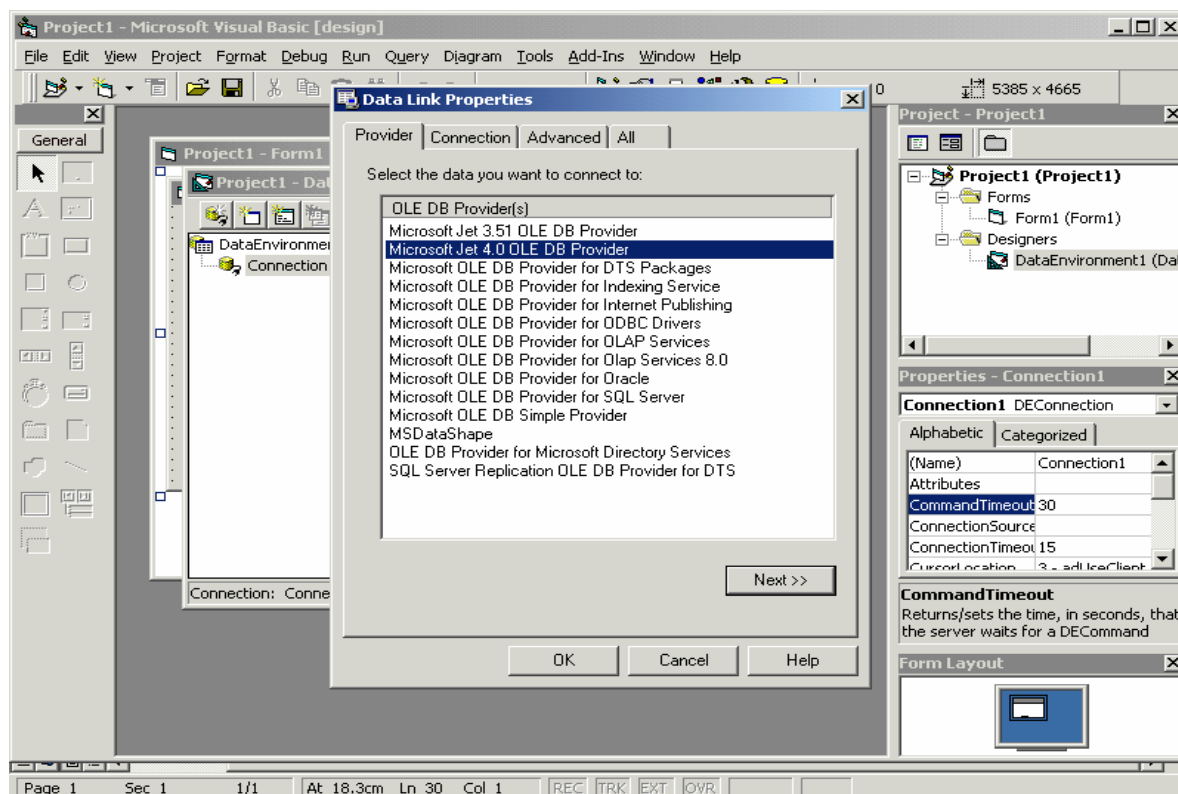 Project1 - Microsoft Visual Basic [design]
File Edit View Project Format Debug Run Query Diagram Tools Add-Ins Window Help
0 5385 x 4665
General
Project1 - Form1
Project1 - Dat
DataEnvironmer
Connection
Connection: Conne
Data Link Properties
Provider Connection Advanced All
Select the data you want to connect to:
OLE DB Provider(s)
Microsoft Jet 3.51 OLE DB Provider
Microsoft Jet 4.0 OLE DB Provider
Microsoft OLE DB Provider for DTS Packages
Microsoft OLE DB Provider for Indexing Service
Microsoft OLE DB Provider for Internet Publishing
Microsoft OLE DB Provider for ODBC Drivers
Microsoft OLE DB Provider for OLAP Services
Microsoft OLE DB Provider for Olap Services 8.0
Microsoft OLE DB Provider for Oracle
Microsoft OLE DB Provider for SQL Server
Microsoft OLE DB Simple Provider
MSDataShape
OLE DB Provider for Microsoft Directory Services
SQL Server Replication OLE DB Provider for DTS
Next >>
OK Cancel Help
Project - Project1
Project1 (Project1)
Forms
Form1 (Form1)
Designers
DataEnvironment1 (Da
Properties - Connection1
Connection1 DEConnection
Alphabetic Categorized
(Name) Connection1
Attributes
CommandTimeout 30
ConnectionSource
ConnectionTimeou 15
CursorLocation 3 - adUseClient
CommandTimeout
Returns/sets the time, in seconds, that
the server waits for a DECommand
Form Layout
Page 1 Sec 1 1/1 At 18.3cm Ln 30 Col 1 REC TRK EXT OVR